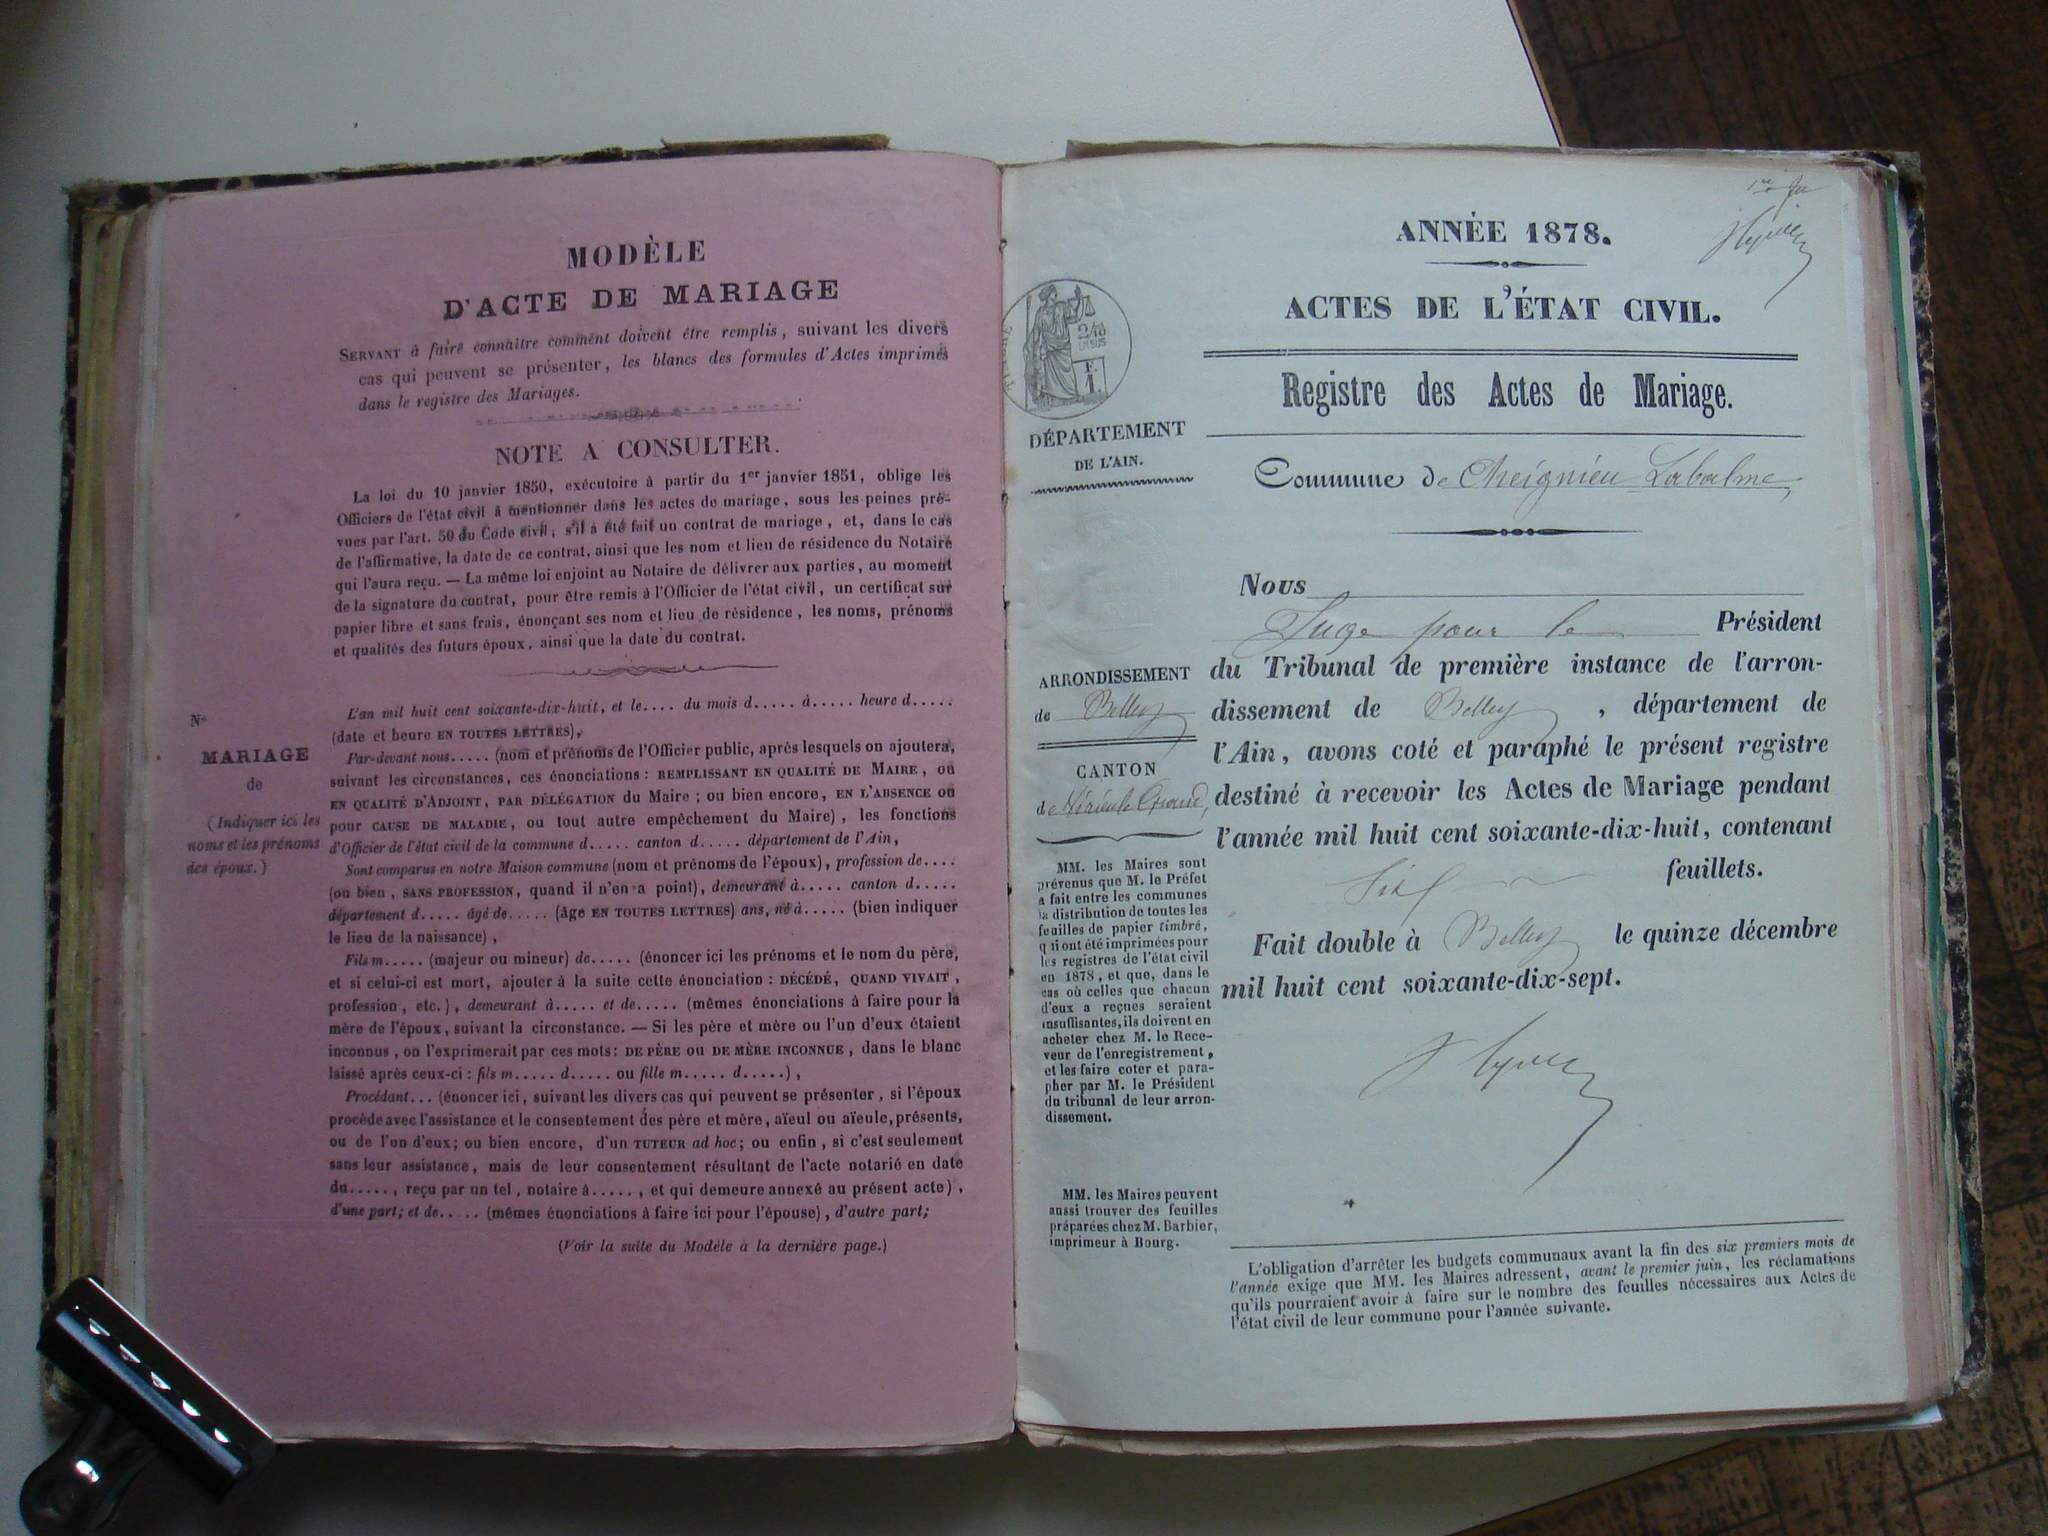 MODÈLE
D'ACTE DE MARIAGE
SERVANT à faire connaître comment doivent être remplis, suivant les divers
cas qui peuvent se présenter, les blancs des formules d'Actes imprimés
dans le registre des Mariages.
NOTE A CONSULTER.
La loi du 10 janvier 1850, exécutoire à partir du 1er janvier 1851, oblige les
Officiers de l'état civil à mentionner dans les actes de mariage, sous les peines pré-
vues par l'art. 50 du Code civil, s'il a été fait un contrat de mariage, et, dans le cas
de l'affirmative, la date de ce contrat, ainsi que les nom et lieu de résidence du Notaire
qui l'aura reçu. — La même loi enjoint au Notaire de délivrer aux parties, au moment
de la signature du contrat, pour être remis à l'Officier de l'état civil, un certificat sur
papier libre et sans frais, énonçant ses nom et lieu de résidence, les noms, prénoms
et qualités des futurs époux, ainsi que la date du contrat.
No
MARIAGE
de
(Indiquer ici les
noms et les prénoms
des époux.)
L'an mil huit cent soixante-dix-huit, et le.... du mois d..... à..... heure d.....
(date et heure EN TOUTES LETTRES),
Par-devant nous..... (nom et prénoms de l'Officier public, après lesquels on ajoutera,
suivant les circonstances, ces énonciations : REMPLISSANT EN QUALITÉ DE MAIRE, ou
EN QUALITÉ D'ADJOINT, PAR DÉLÉGATION du Maire ; ou bien encore, EN L'ABSENCE ou
pour CAUSE DE MALADIE, ou tout autre empêchement du Maire), les fonctions
d'Officier de l'état civil de la commune d..... canton d..... département de l'Ain,
Sont comparus en notre Maison commune (nom et prénoms de l'époux), profession de....
(ou bien, SANS PROFESSION, quand il n'en a point), demeurant à..... canton d.....
département d..... âgé de..... (âge EN TOUTES LETTRES) ans, né à..... (bien indiquer
le lieu de la naissance),
Fils m..... (majeur ou mineur) de..... (énoncer ici les prénoms et le nom du père,
et si celui-ci est mort, ajouter à la suite cette énonciation : DÉCÉDÉ, QUAND VIVAIT,
profession, etc.), demeurant à..... et de..... (mêmes énonciations à faire pour la
mère de l'époux, suivant la circonstance. — Si les père et mère ou l'un d'eux étaient
inconnus, on l'exprimerait par ces mots : DE PÈRE ou DE MÈRE INCONNUE, dans le blanc
laissé après ceux-ci : fils m..... d..... ou fille m..... d.....),
Procédant... (énoncer ici, suivant les divers cas qui peuvent se présenter, si l'époux
procède avec l'assistance et le consentement des père et mère, aïeul ou aïeule, présents,
ou de l'un d'eux ; ou bien encore, d'un TUTEUR ad hoc ; ou enfin, si c'est seulement
sans leur assistance, mais de leur consentement résultant de l'acte notarié en date
du....., reçu par un tel, notaire à....., et qui demeure annexé au présent acte),
d'une part ; et de..... (mêmes énonciations à faire ici pour l'épouse), d'autre part ;
(Voir la suite du Modèle à la dernière page.)
ANNÉE 1878.
ACTES DE L'ÉTAT CIVIL.
Registre des Actes de Mariage.
F.
1.
DÉPARTEMENT
DE L'AIN.
Commune de Cheignieu-Labalme,
Nous
Juge pour le Président
du Tribunal de première instance de l'arron-
dissement de Belley, département de
l'Ain, avons coté et paraphé le présent registre
destiné à recevoir les Actes de Mariage pendant
l'année mil huit cent soixante-dix-huit, contenant
feuillets.
Fait double à Belley le quinze décembre
mil huit cent soixante-dix-sept.
ARRONDISSEMENT
de Belley
CANTON
de Virieu-le-Grand,
MM. les Maires sont
prévenus que M. le Préfet
a fait entre les communes
la distribution de toutes les
feuilles de papier timbré,
qui ont été imprimées pour
les registres de l'état civil
en 1878, et que, dans le
cas où celles que chacun
d'eux a reçues seraient
insuffisantes, ils doivent en
acheter chez M. le Rece-
veur de l'enregistrement,
et les faire coter et para-
pher par M. le Président
du tribunal de leur arron-
dissement.
MM. les Maires peuvent
aussi trouver des feuilles
préparées chez M. Barbier,
imprimeur à Bourg.
L'obligation d'arrêter les budgets communaux avant la fin des six premiers mois de
l'année exige que MM. les Maires adressent, avant le premier juin, les réclamations
qu'ils pourraient avoir à faire sur le nombre des feuilles nécessaires aux Actes de
l'état civil de leur commune pour l'année suivante.